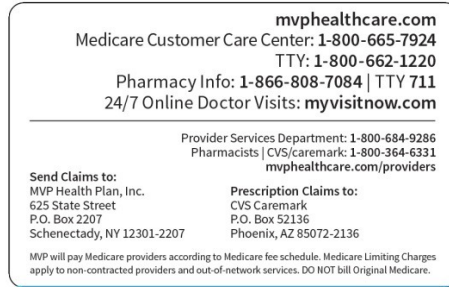 mvphealthcare.com
Medicare Customer Care Center: 1-800-665-7924
TTY: 1-800-662-1220
Pharmacy Info: 1-866-808-7084 | TTY 711
24/7 Online Doctor Visits: myvisitnow.com
Provider Services Department: 1-800-684-9286
Pharmacists | CVS/caremark: 1-800-364-6331
mvphealthcare.com/providers
Send Claims to:
MVP Health Plan, Inc.
625 State Street
P.O. Box 2207
Schenectady, NY 12301-2207
Prescription Claims to:
CVS Caremark
P.O. Box 52136
Phoenix, AZ 85072-2136
MVP will pay Medicare providers according to Medicare fee schedule. Medicare Limiting Charges
apply to non-contracted providers and out-of-network services. DO NOT bill Original Medicare.